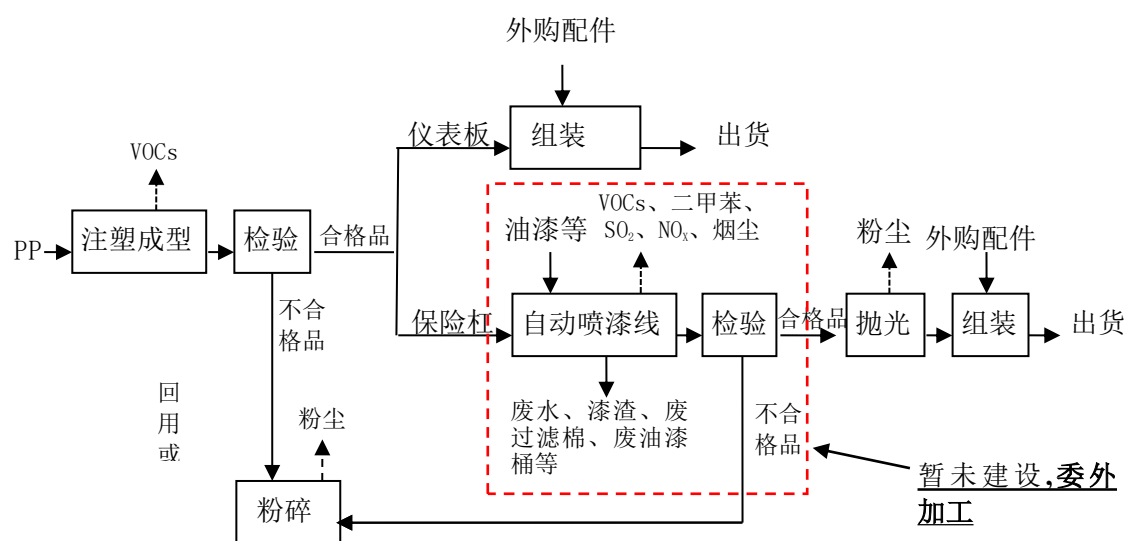 外购配件
仪表板
组装
出货
VOCs
VOCs、二甲苯、
SO₂、NOₓ、烟尘
油漆等
粉尘
外购配件
PP
注塑成型
检验
合格品
保险杠
自动喷漆线
检验
合格品
抛光
组装
出货
不合
格品
回
用
或
粉尘
废水、漆渣、废
过滤棉、废油漆
桶等
不合
格品
暂未建设,委外
加工
粉碎